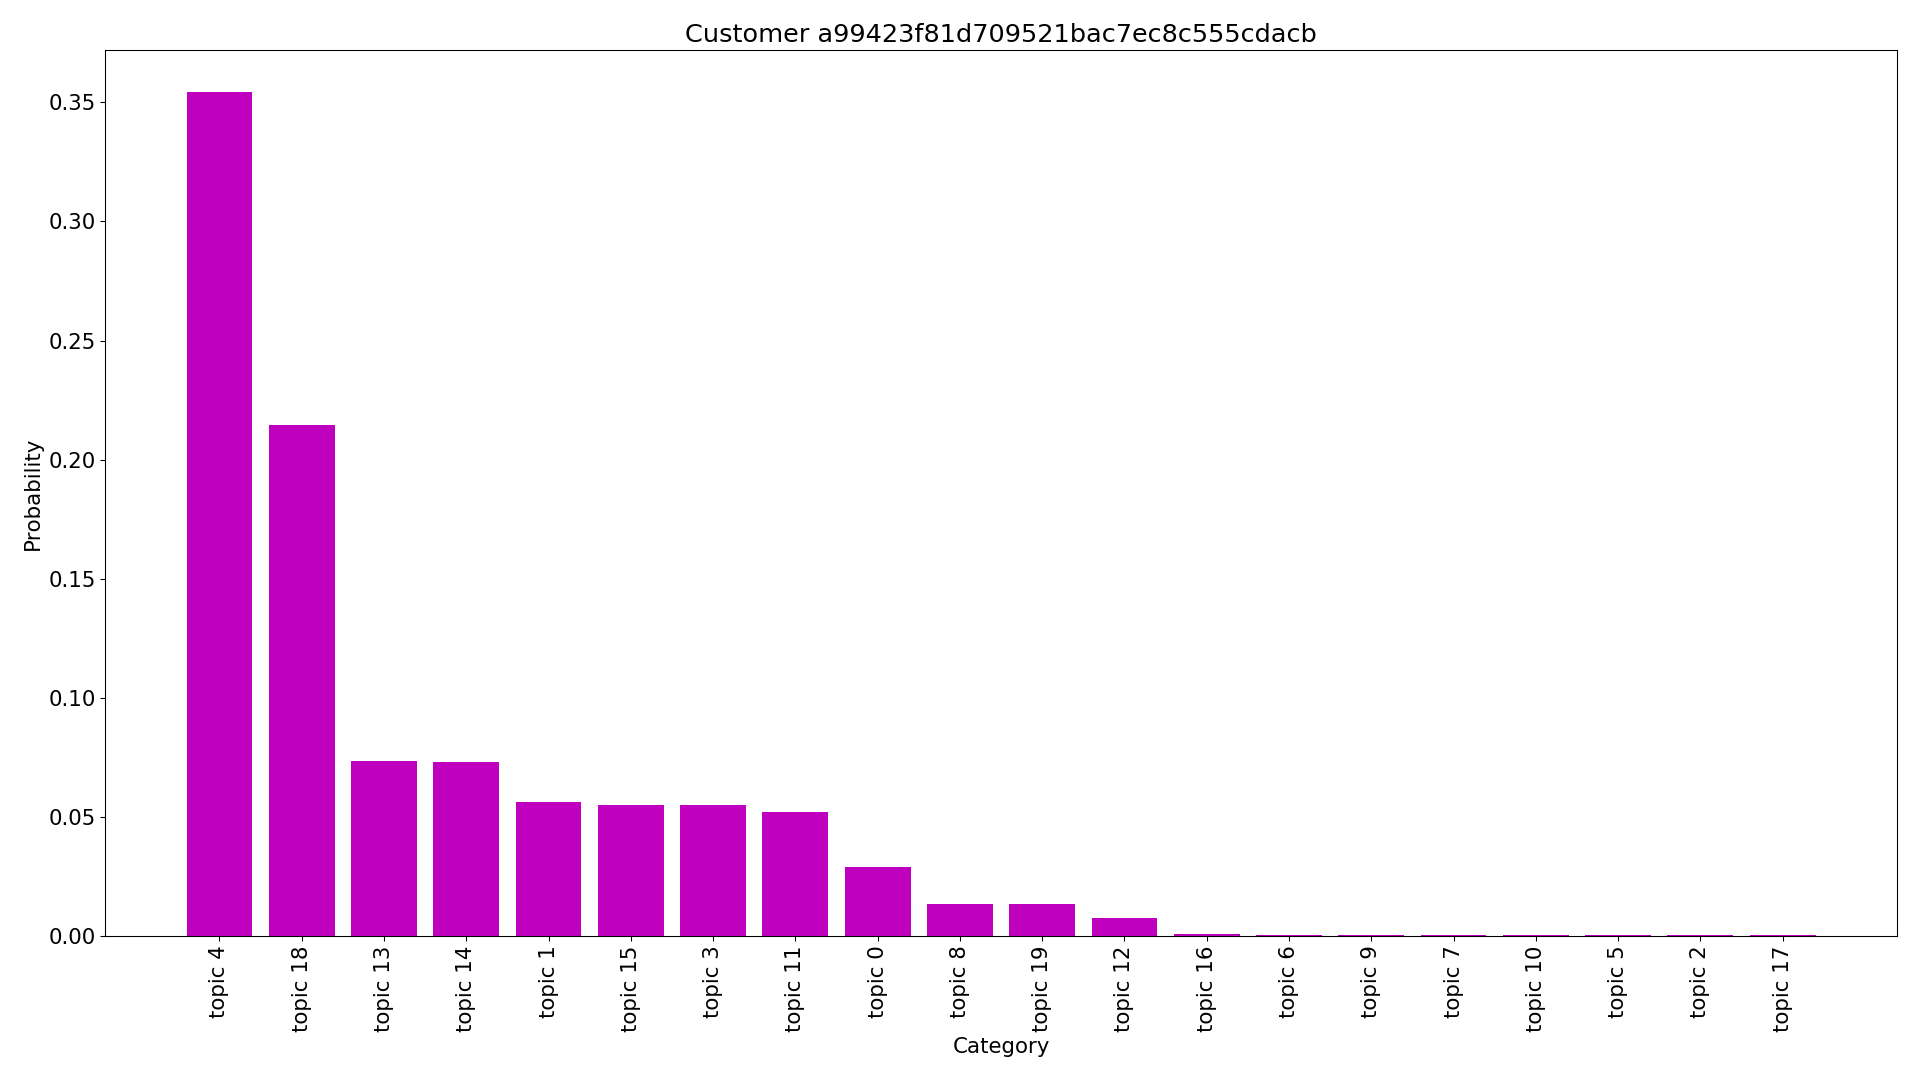 Customer a99423f81d709521bac7ec8c555cdacb
Probability
0.35
0.30
0.25
0.20
0.15
0.10
0.05
0.00
topic 4
topic 18
topic 13
topic 14
topic 1
topic 15
topic 3
topic 11
topic 0
topic 8
topic 19
topic 12
topic 16
topic 6
topic 9
topic 7
topic 10
topic 5
topic 2
topic 17
Category